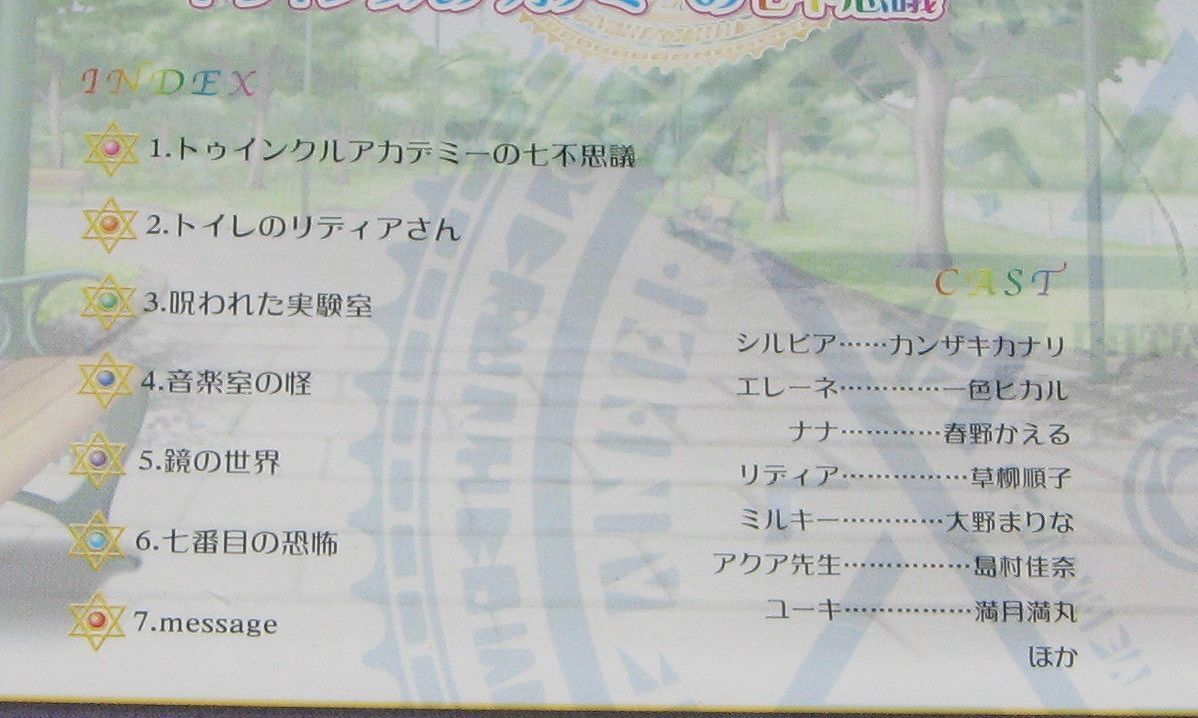 の七不思議
INDEX
1.トゥインクルアカデミーの七不思議
2.トイレのリディアさん
3.呪われた実験室
4.音楽室の怪
5.鏡の世界
6.七番目の恐怖
7.message
CAST
シルビア……カンザキカナリ
エレーネ…………一色ヒカル
ナナ…………春野かえる
リディア……………草柳順子
ミルキー…………大野まりな
アクア先生……………島村佳奈
ユーキ……………満月満丸
ほか